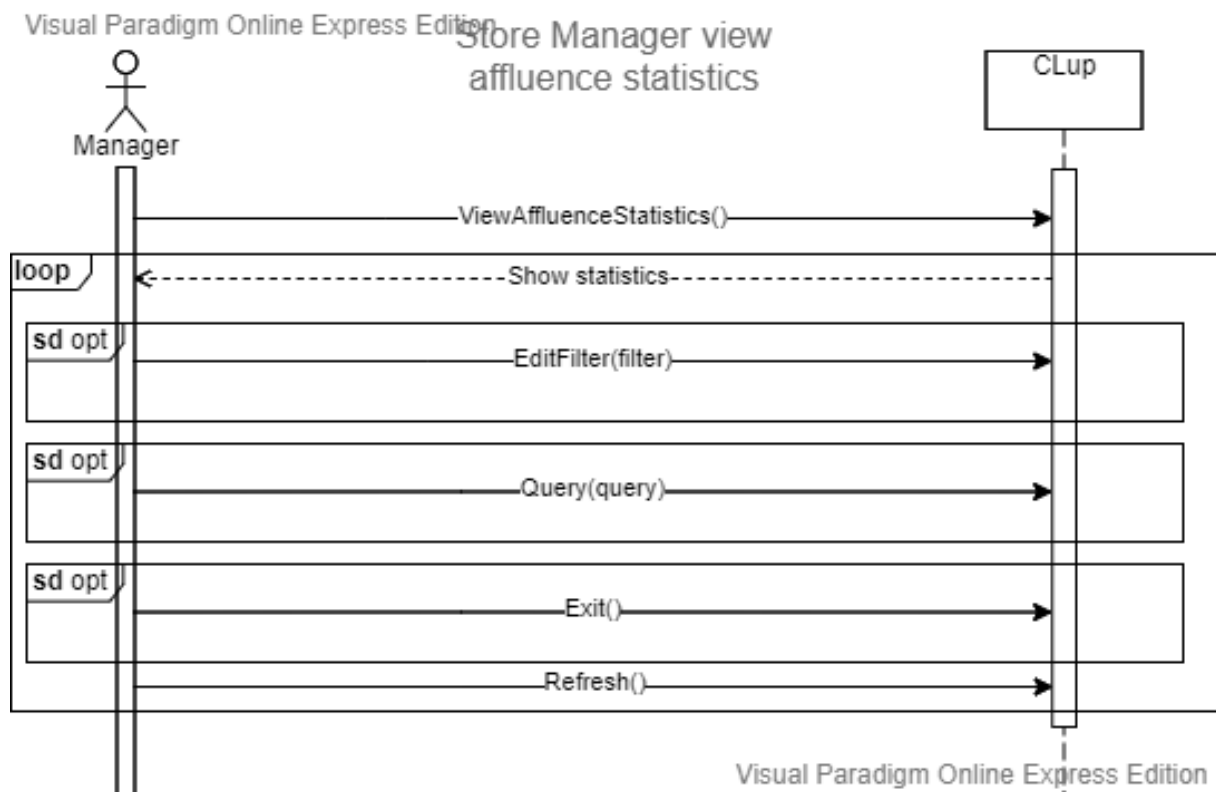 Visual Paradigm Online Express Edition
Store Manager view
affluence statistics
CLup
Manager
ViewAffluenceStatistics()
loop
Show statistics
sd opt
EditFilter(filter)
sd opt
Query(query)
sd opt
Exit()
Refresh()
Visual Paradigm Online Express Edition